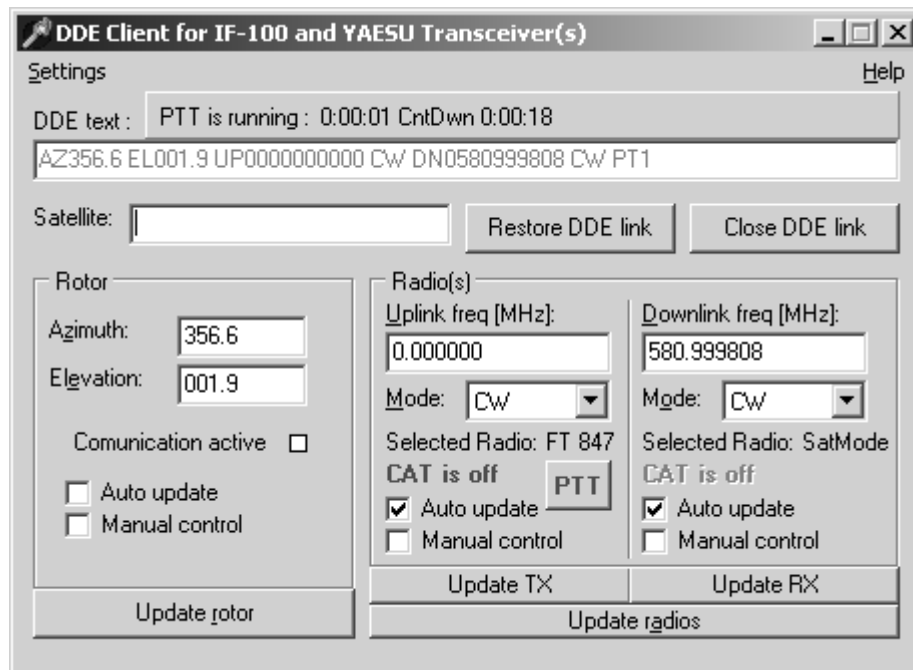 DDE Client for IF-100 and YAESU Transceiver(s)
Settings Help
DDE text : PTT is running : 0:00:01 CntDwn 0:00:18
AZ356.6 EL001.9 UP0000000000 CW DN0580999808 CW PT1
Satellite: Restore DDE link Close DDE link
Rotor
Azimuth: 356.6
Elevation: 001.9
Comunication active
Auto update
Manual control
Update rotor
Radio(s)
Uplink freq [MHz]:
0.000000
Mode: CW
Selected Radio: FT 847
CAT is off
PTT
Auto update
Manual control
Update TX
Downlink freq [MHz]:
580.999808
Mode: CW
Selected Radio: SatMode
CAT is off
Auto update
Manual control
Update RX
Update radios